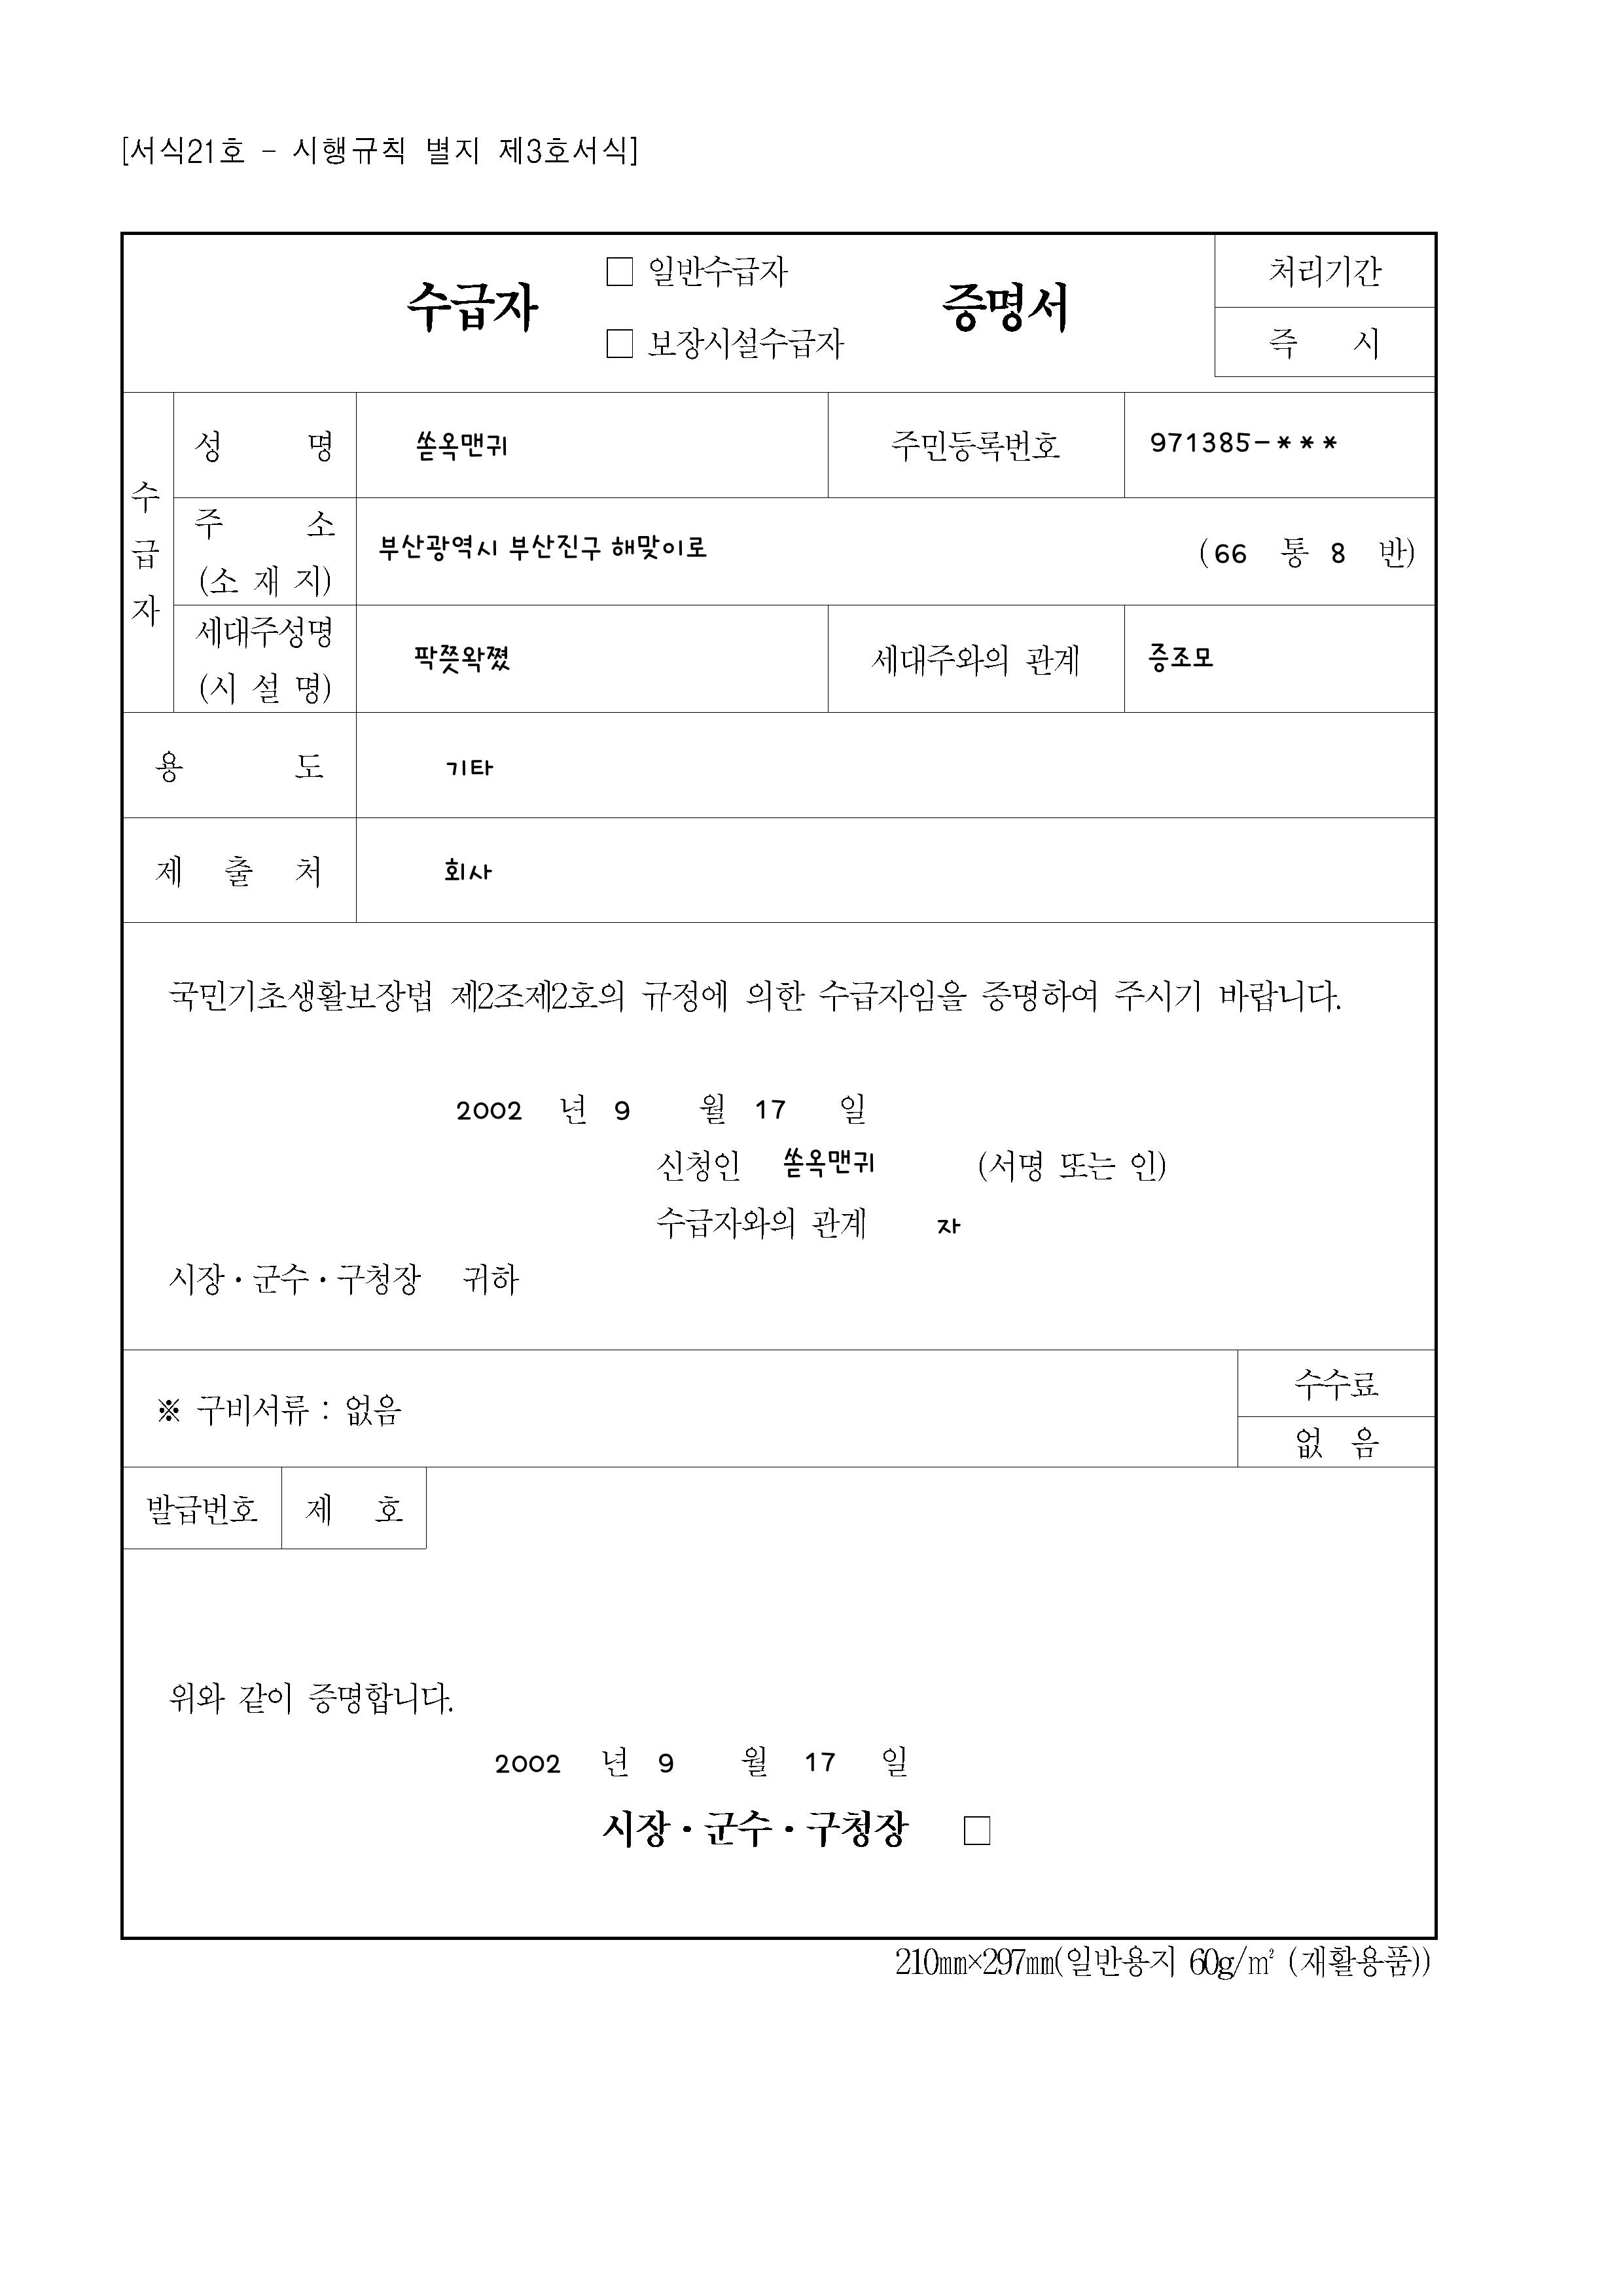 [서식21호 - 시행규칙 별지 제3호서식]
수급자 □ 일반수급자 □ 보장시설수급자 증명서
처리기간
즉 시
수급자
성 명 쏟옥맨귀 주민등록번호 971385-***
주 소 (소 재 지) 부산광역시 부산진구 해맞이로 (66 통 8 반)
세대주성명 (시 설 명) 팍쯧왁쪘 세대주와의 관계 증조모
용 도 기타
제 출 처 회사
국민기초생활보장법 제2조제2호의 규정에 의한 수급자임을 증명하여 주시기 바랍니다.
2002 년 9 월 17 일
신청인 쏟옥맨귀 (서명 또는 인)
수급자와의 관계 자
시장·군수·구청장 귀하
※ 구비서류 : 없음
수수료
없 음
발급번호 제 호
위와 같이 증명합니다.
2002 년 9 월 17 일
시장·군수·구청장 □
210㎜×297㎜(일반용지 60g/㎡ (재활용품))